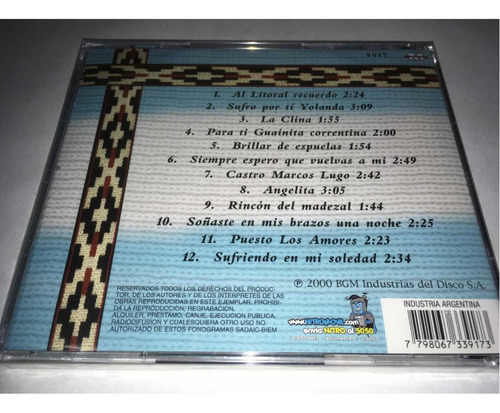 1. Al Litoral recuerdo 2:24
2. Sufro por ti Yolanda 3:09
3. La Clina 1:55
4. Para ti Guainita correntina 2:00
5. Brillar de espuelas 1:54
6. Siempre espero que vuelvas a mi 2:49
7. Castro Marcos Lugo 2:42
8. Angelita 3:05
9. Rincón del madezal 1:44
10. Soñaste en mis brazos una noche 2:25
11. Puesto Los Amores 2:23
12. Sufriendo en mi soledad 2:34
℗ 2000 BGM Industrias del Disco S.A.
RESERVADOS TODOS LOS DERECHOS DEL PRODUC-
TOR, DE LOS AUTORES Y DE LOS INTERPRETES DE LAS
OBRAS REPRODUCIDAS EN ESTE EJEMPLAR. PROHIBI-
DA LA REPRODUCCION, REGRABACION,
ALQUILER, PRESTAMO, CANJE, EJECUCION PUBLICA,
RADIODIFUSION Y CUALESQUIERA OTRO USO NO
AUTORIZADO DE ESTOS FONOGRAMAS SADAIC-BIEM
envía NITRO al 5050
INDUSTRIA ARGENTINA
7 798067 339173